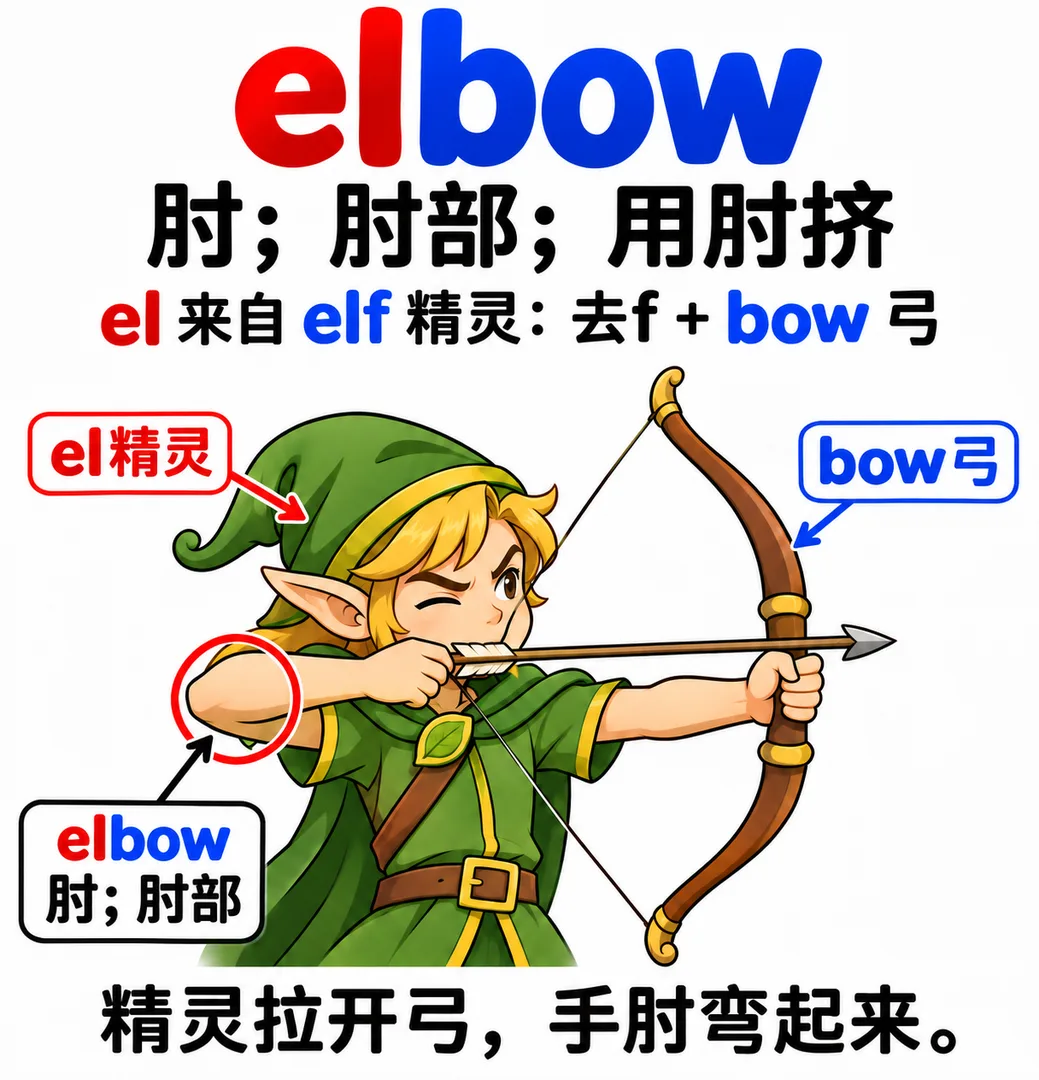 elbow
肘；肘部；用肘挤
el 来自 elf 精灵：去f + bow 弓
el精灵
bow弓
elbow
肘；肘部
精灵拉开弓，手肘弯起来。